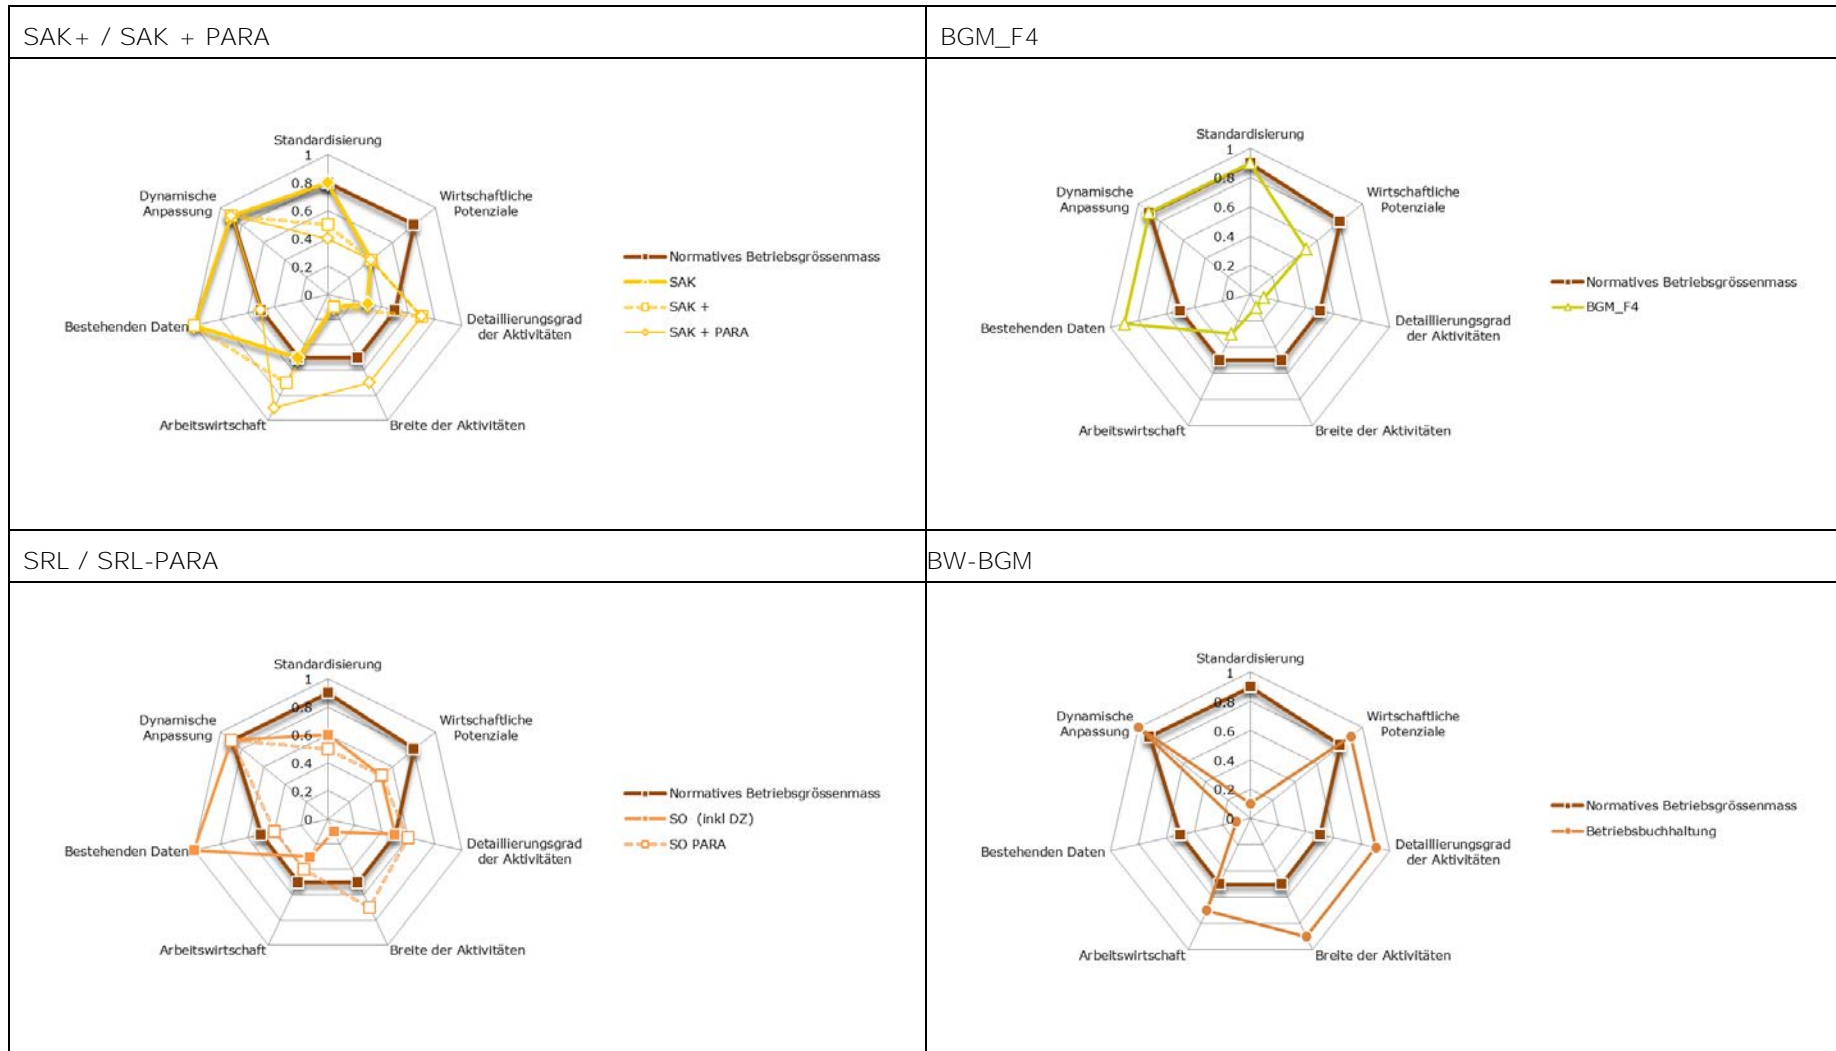 SAK+ / SAK + PARA
BGM_F4
Standardisierung
1
0.8
0.6
0.4
0.2
0
Wirtschaftliche
Potenziale
Detaillierungsgrad
der Aktivitäten
Breite der Aktivitäten
Arbeitswirtschaft
Bestehenden Daten
Dynamische
Anpassung
Normatives Betriebsgrössenmass
SAK
SAK +
SAK + PARA
Standardisierung
1
0.8
0.6
0.4
0.2
0
Wirtschaftliche
Potenziale
Detaillierungsgrad
der Aktivitäten
Breite der Aktivitäten
Arbeitswirtschaft
Bestehenden Daten
Dynamische
Anpassung
Normatives Betriebsgrössenmass
BGM_F4
SRL / SRL-PARA
BW-BGM
Standardisierung
1
0.8
0.6
0.4
0.2
0
Wirtschaftliche
Potenziale
Detaillierungsgrad
der Aktivitäten
Breite der Aktivitäten
Arbeitswirtschaft
Bestehenden Daten
Dynamische
Anpassung
Normatives Betriebsgrössenmass
SO (inkl DZ)
SO PARA
Standardisierung
1
0.8
0.6
0.4
0.2
0
Wirtschaftliche
Potenziale
Detaillierungsgrad
der Aktivitäten
Breite der Aktivitäten
Arbeitswirtschaft
Bestehenden Daten
Dynamische
Anpassung
Normatives Betriebsgrössenmass
Betriebsbuchhaltung